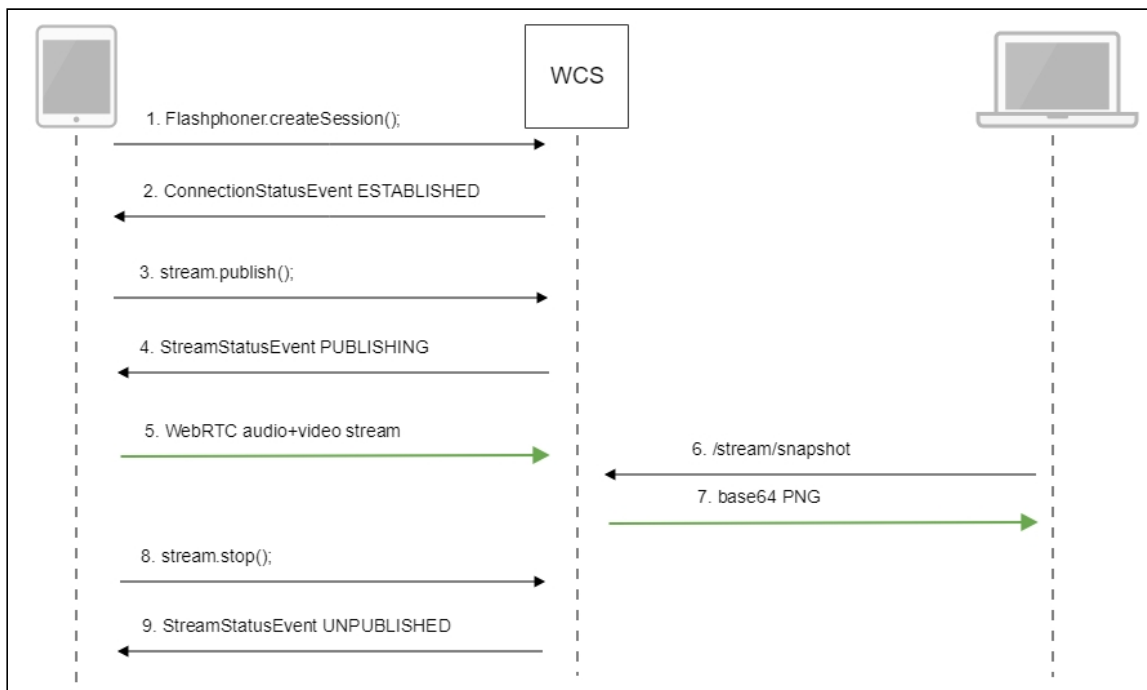 WCS
1. Flashphoner.createSession();
2. ConnectionStatusEvent ESTABLISHED
3. stream.publish();
4. StreamStatusEvent PUBLISHING
5. WebRTC audio+video stream
6. /stream/snapshot
7. base64 PNG
8. stream.stop();
9. StreamStatusEvent UNPUBLISHED